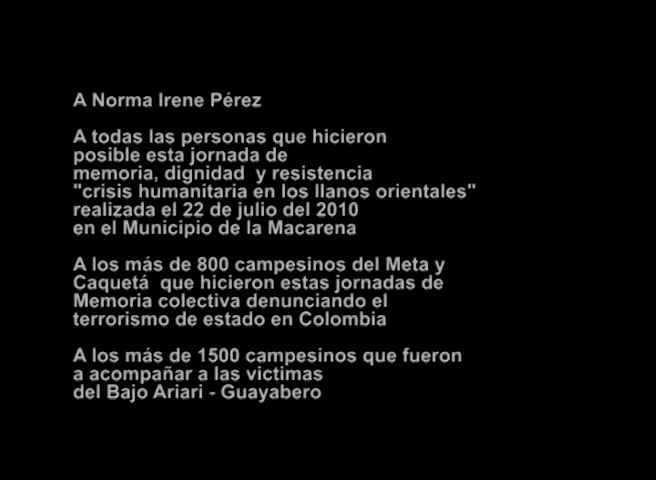 A Norma Irene Pérez
A todas las personas que hicieron
posible esta jornada de
memoria, dignidad y resistencia
"crisis humanitaria en los llanos orientales"
realizada el 22 de julio del 2010
en el Municipio de la Macarena
A los más de 800 campesinos del Meta y
Caquetá que hicieron estas jornadas de
Memoria colectiva denunciando el
terrorismo de estado en Colombia
A los más de 1500 campesinos que fueron
a acompañar a las victimas
del Bajo Ariari - Guayabero